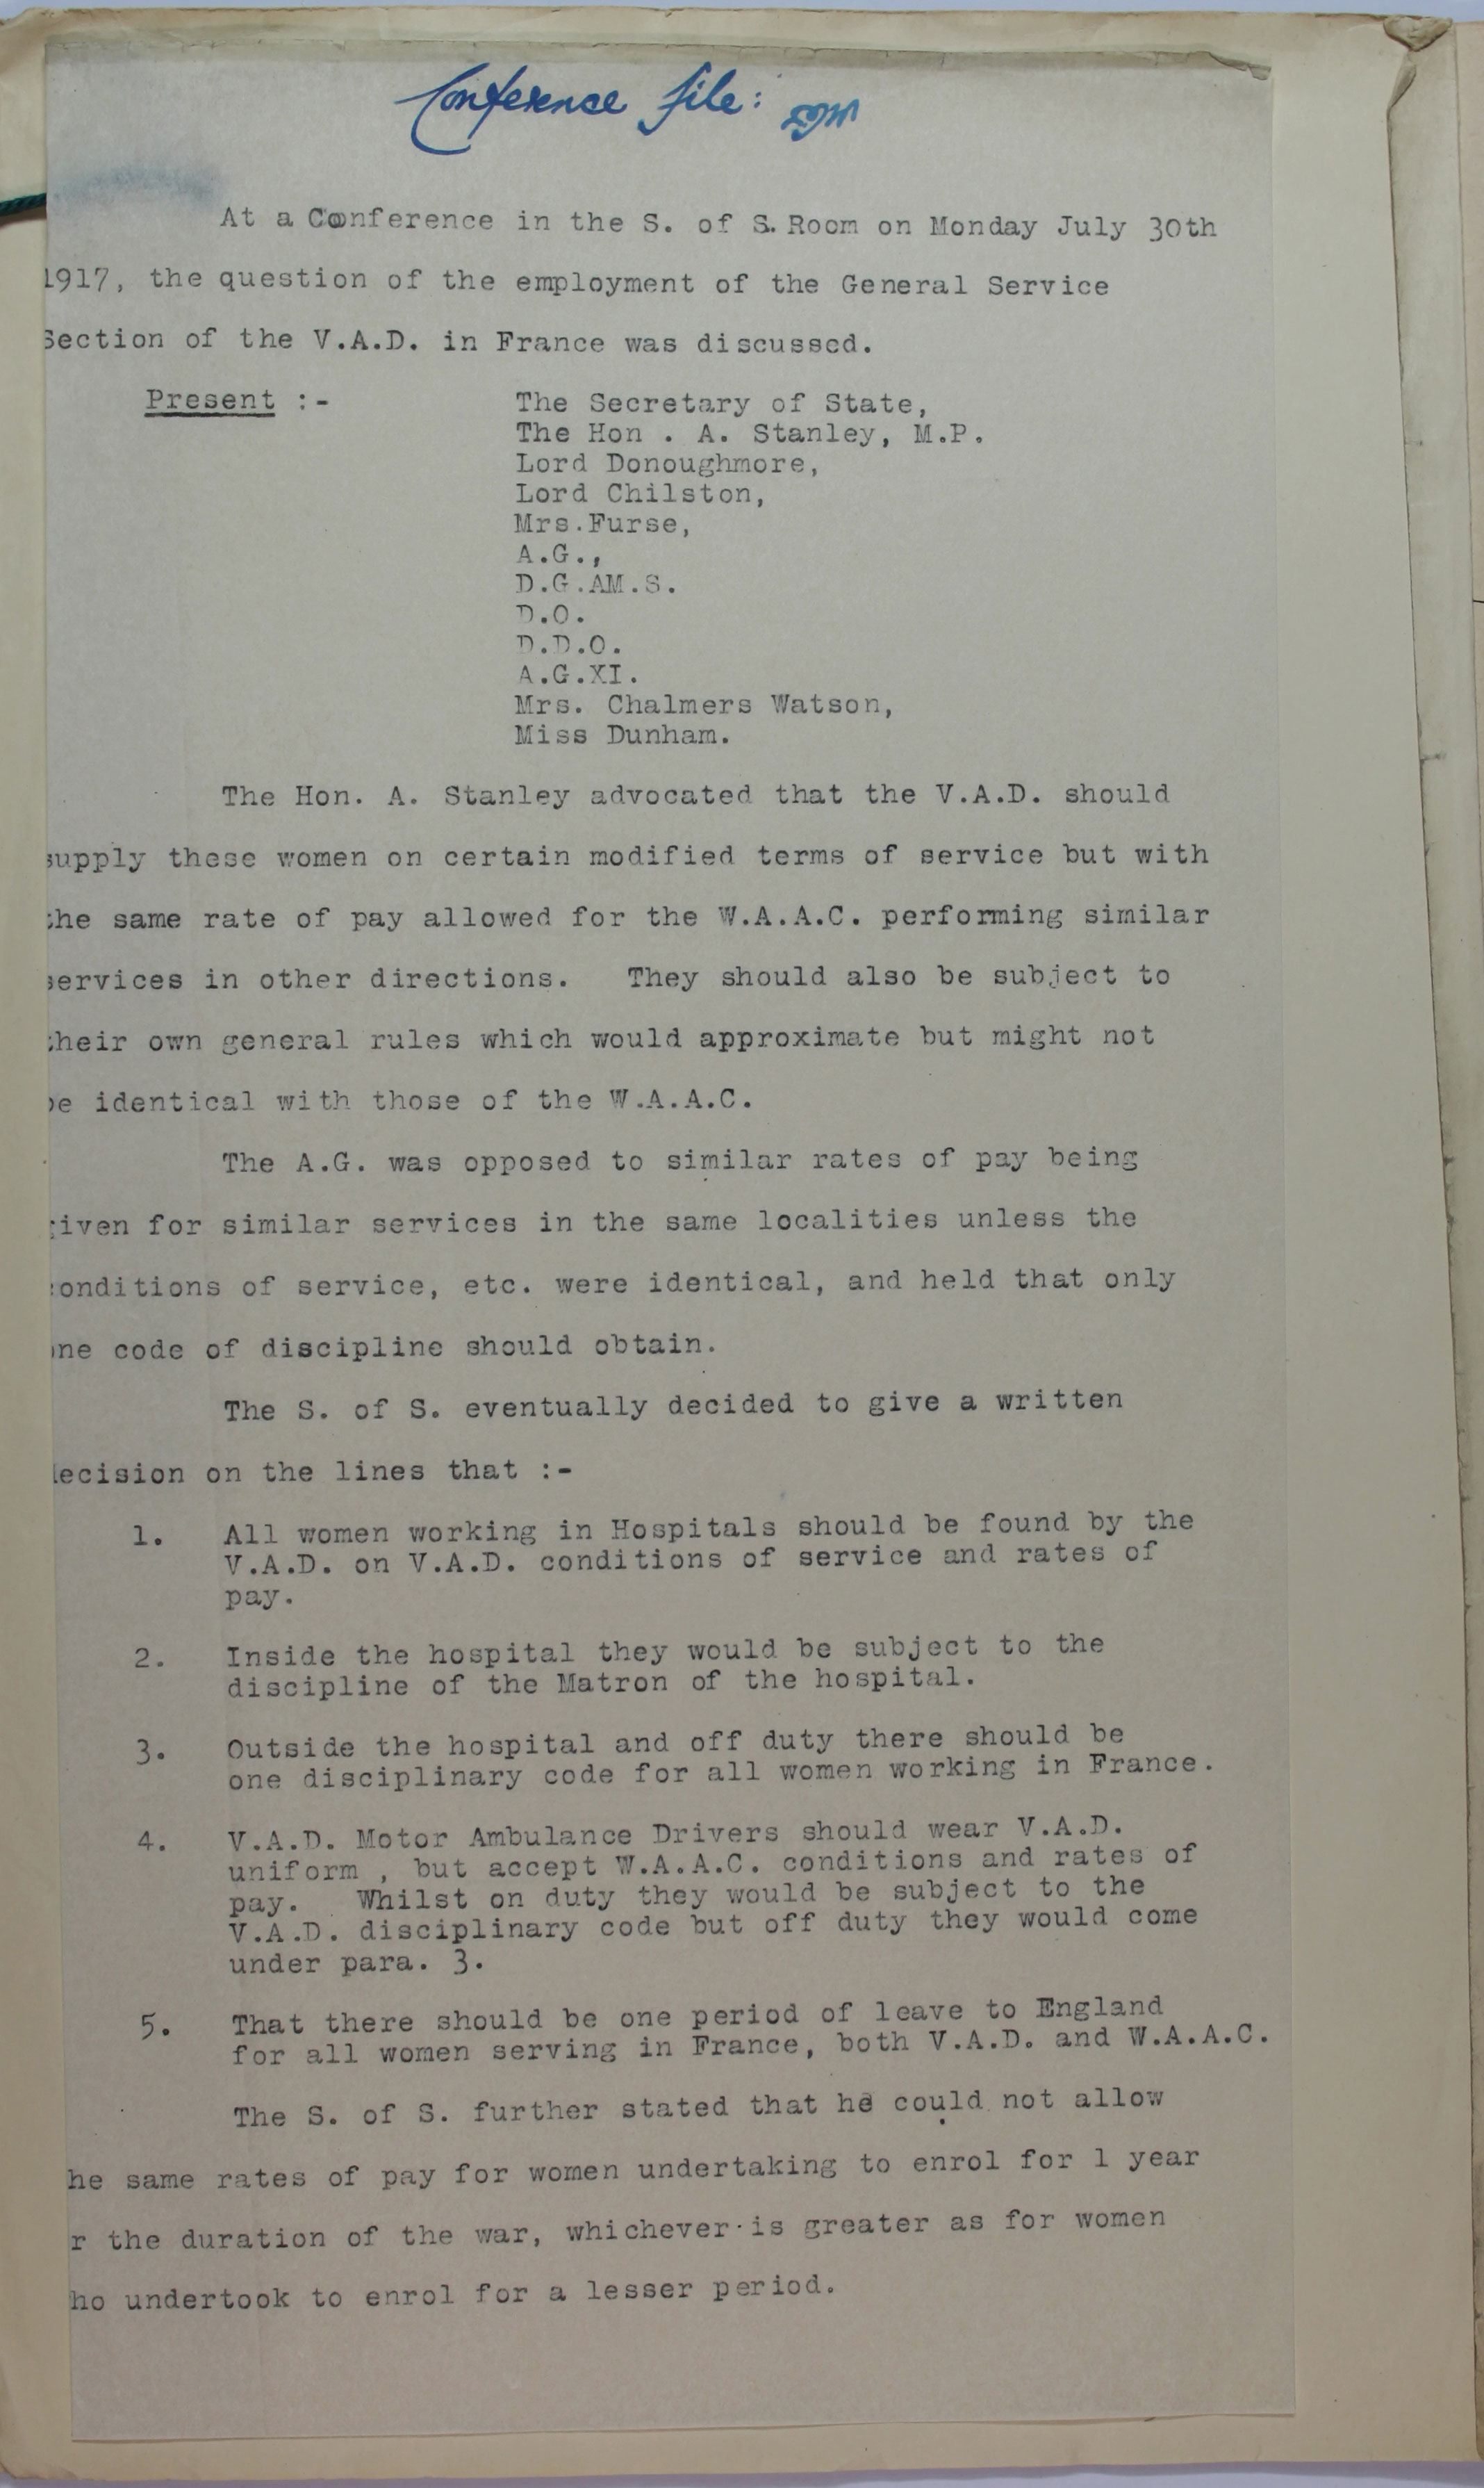 Conference file:
At a Conference in the S. of S. Room on Monday July 30th
1917, the question of the employment of the General Service
Section of the V.A.D. in France was discussed.
Present :-
The Secretary of State,
The Hon . A. Stanley, M.P.
Lord Donoughmore,
Lord Chilston,
Mrs.Furse,
A.G.,
D.G.AM.S.
D.O.
D.D.O.
A.G.XI.
Mrs. Chalmers Watson,
Miss Dunham.
The Hon. A. Stanley advocated that the V.A.D. should
supply these women on certain modified terms of service but with
the same rate of pay allowed for the W.A.A.C. performing similar
services in other directions. They should also be subject to
their own general rules which would approximate but might not
be identical with those of the W.A.A.C.
The A.G. was opposed to similar rates of pay being
given for similar services in the same localities unless the
conditions of service, etc. were identical, and held that only
one code of discipline should obtain.
The S. of S. eventually decided to give a written
decision on the lines that :-
1. All women working in Hospitals should be found by the
V.A.D. on V.A.D. conditions of service and rates of
pay.
2. Inside the hospital they would be subject to the
discipline of the Matron of the hospital.
3. Outside the hospital and off duty there should be
one disciplinary code for all women working in France.
4. V.A.D. Motor Ambulance Drivers should wear V.A.D.
uniform , but accept W.A.A.C. conditions and rates of
pay. Whilst on duty they would be subject to the
V.A.D. disciplinary code but off duty they would come
under para. 3.
5. That there should be one period of leave to England
for all women serving in France, both V.A.D. and W.A.A.C.
The S. of S. further stated that he could not allow
he same rates of pay for women undertaking to enrol for 1 year
r the duration of the war, whichever is greater as for women
ho undertook to enrol for a lesser period.